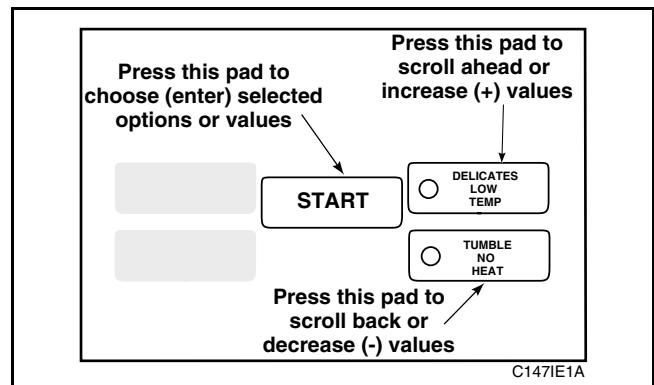 Press this pad to
choose (enter) selected
options or values
Press this pad to
scroll ahead or
increase (+) values
START
DELICATES
LOW
TEMP
TUMBLE
NO
HEAT
Press this pad to
scroll back or
decrease (-) values
C147IE1A